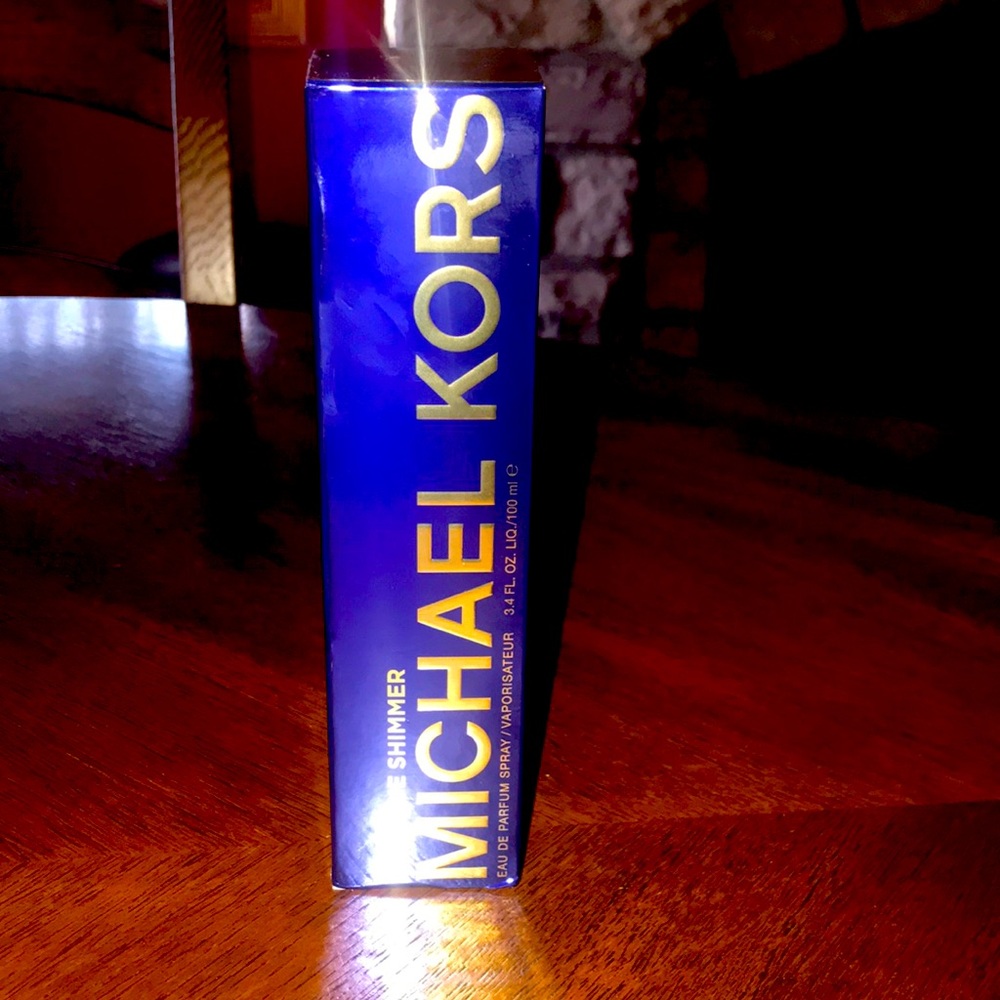 SHIMMER
MICHAEL KORS
EAU DE PARFUM SPRAY / VAPORISATEUR 3.4 FL. OZ. LIQ./100 ml ℮